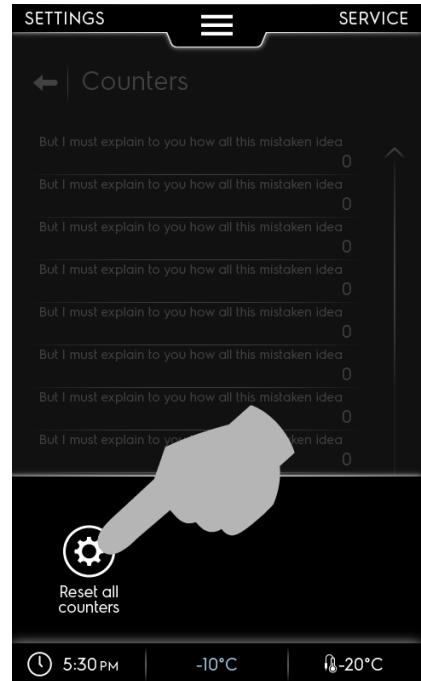 SETTINGS
SERVICE
Counters
But I must explain to you how all this mistaken idea
0
But I must explain to you how all this mistaken idea
0
But I must explain to you how all this mistaken idea
0
But I must explain to you how all this mistaken idea
0
But I must explain to you how all this mistaken idea
0
But I must explain to you how all this mistaken idea
0
But I must explain to you how all this mistaken idea
0
But I must explain to you ken idea
0
Reset all
counters
5:30 PM
-10°C
-20°C